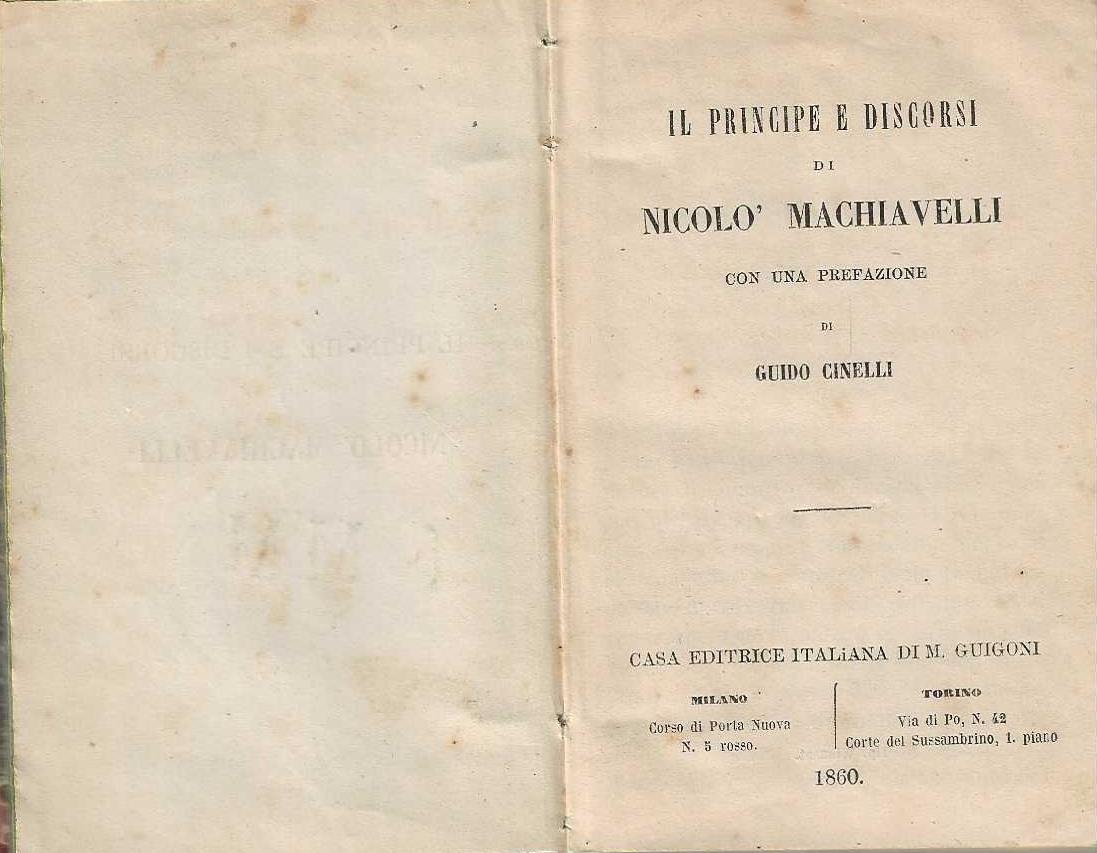 IL PRINCIPE E DISCORSI
DI
NICOLO' MACHIAVELLI
CON UNA PREFAZIONE
DI
GUIDO CINELLI
CASA EDITRICE ITALiANA DI M. GUIGONI
MILANO
Corso di Porta Nuova
N. 5 rosso.
TORINO
Via di Po, N. 42
Corte del Sussambrino, 1. piano
1860.